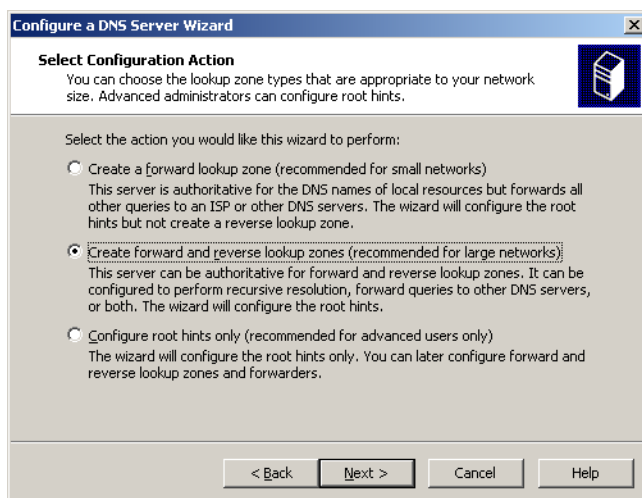 Configure a DNS Server Wizard
Select Configuration Action
You can choose the lookup zone types that are appropriate to your network
size. Advanced administrators can configure root hints.
Select the action you would like this wizard to perform:
Create a forward lookup zone (recommended for small networks)
This server is authoritative for the DNS names of local resources but forwards all
other queries to an ISP or other DNS servers. The wizard will configure the root
hints but not create a reverse lookup zone.
Create forward and reverse lookup zones (recommended for large networks)
This server can be authoritative for forward and reverse lookup zones. It can be
configured to perform recursive resolution, forward queries to other DNS servers,
or both. The wizard will configure the root hints.
Configure root hints only (recommended for advanced users only)
The wizard will configure the root hints only. You can later configure forward and
reverse lookup zones and forwarders.
< Back Next > Cancel Help